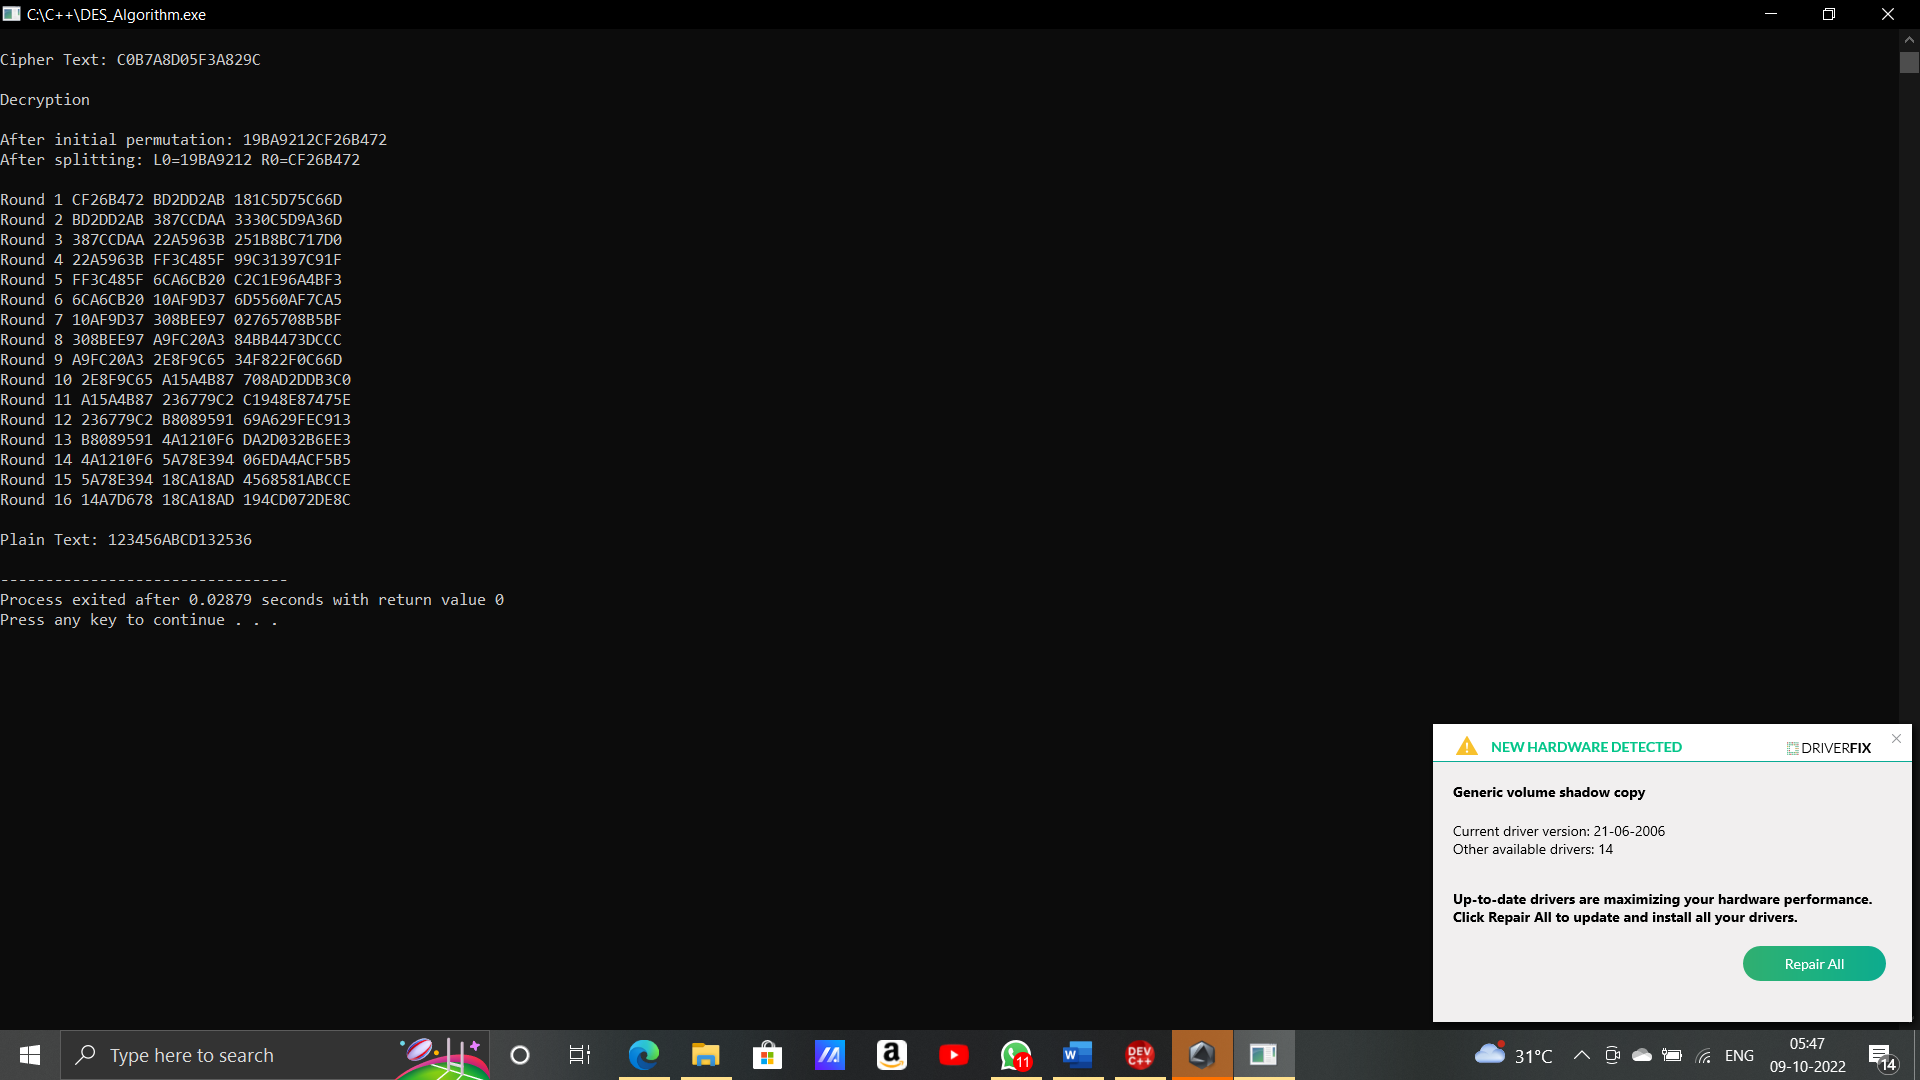 C:\C++\DES_Algorithm.exe
Cipher Text: C0B7A8D05F3A829C
Decryption
After initial permutation: 19BA9212CF26B472
After splitting: L0=19BA9212 R0=CF26B472
Round 1 CF26B472 BD2DD2AB 181C5D75C66D
Round 2 BD2DD2AB 387CCDAA 3330C5D9A36D
Round 3 387CCDAA 22A5963B 251B8BC717D0
Round 4 22A5963B FF3C485F 99C31397C91F
Round 5 FF3C485F 6CA6CB20 C2C1E96A4BF3
Round 6 6CA6CB20 10AF9D37 6D5560AF7CA5
Round 7 10AF9D37 308BEE97 02765708B5BF
Round 8 308BEE97 A9FC20A3 84BB4473DCCC
Round 9 A9FC20A3 2E8F9C65 34F822F0C66D
Round 10 2E8F9C65 A15A4B87 708AD2DDB3C0
Round 11 A15A4B87 236779C2 C1948E87475E
Round 12 236779C2 B8089591 69A629FEC913
Round 13 B8089591 4A1210F6 DA2D032B6EE3
Round 14 4A1210F6 5A78E394 06EDA4ACF5B5
Round 15 5A78E394 18CA18AD 4568581ABCCE
Round 16 14A7D678 18CA18AD 194CD072DE8C
Plain Text: 123456ABCD132536
--------------------------------
Process exited after 0.02879 seconds with return value 0
Press any key to continue . . .
NEW HARDWARE DETECTED DRIVERFIX
Generic volume shadow copy
Current driver version: 21-06-2006
Other available drivers: 14
Up-to-date drivers are maximizing your hardware performance.
Click Repair All to update and install all your drivers.
Repair All
Type here to search
a
11
W
DEV
C++
31°C
ENG
05:47
09-10-2022
14